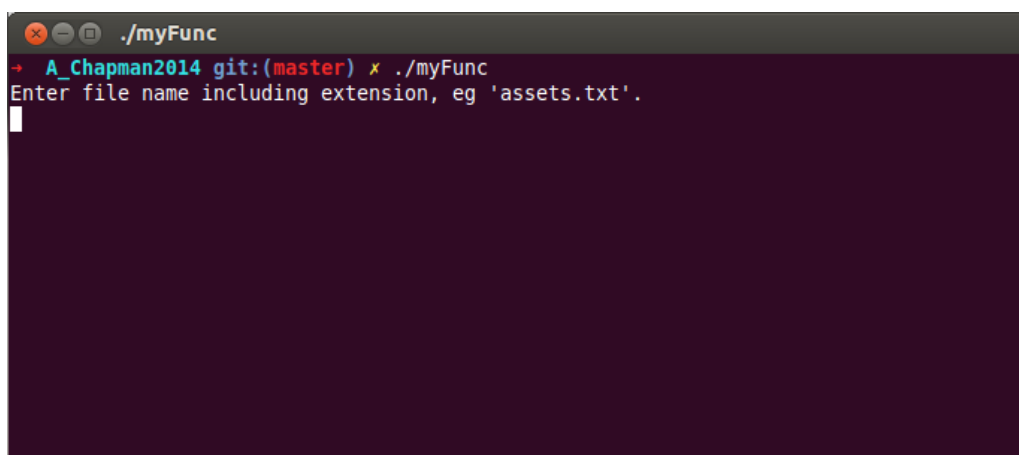 ./myFunc
→ A_Chapman2014 git:(master) ✗ ./myFunc
Enter file name including extension, eg 'assets.txt'.